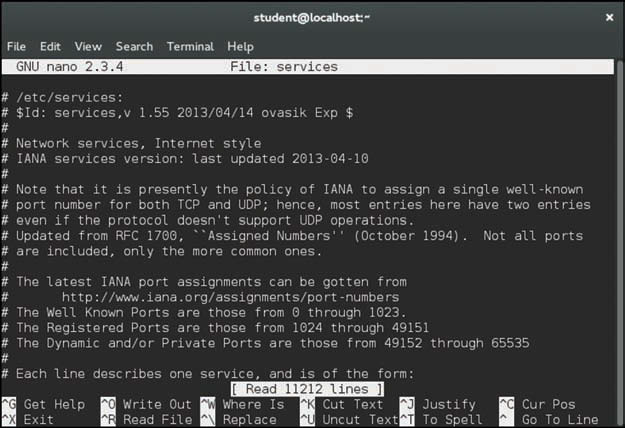 student@localhost:~
×
File Edit View Search Terminal Help
GNU nano 2.3.4 File: services
# /etc/services:
# $Id: services,v 1.55 2013/04/14 ovasik Exp $
#
# Network services, Internet style
# IANA services version: last updated 2013-04-10
#
# Note that it is presently the policy of IANA to assign a single well-known
# port number for both TCP and UDP; hence, most entries here have two entries
# even if the protocol doesn't support UDP operations.
# Updated from RFC 1700, ``Assigned Numbers'' (October 1994).  Not all ports
# are included, only the more common ones.
#
# The latest IANA port assignments can be gotten from
#       http://www.iana.org/assignments/port-numbers
# The Well Known Ports are those from 0 through 1023.
# The Registered Ports are those from 1024 through 49151
# The Dynamic and/or Private Ports are those from 49152 through 65535
#
# Each line describes one service, and is of the form:
[ Read 11212 lines ]
^G Get Help ^O Write Out ^W Where Is ^K Cut Text ^J Justify ^C Cur Pos
^X Exit ^R Read File ^\ Replace ^U Uncut Text ^T To Spell ^_ Go To Line